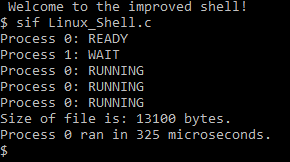 Welcome to the improved shell!
$ sif Linux_Shell.c
Process 0: READY
Process 1: WAIT
Process 0: RUNNING
Process 0: RUNNING
Process 0: RUNNING
Size of file is: 13100 bytes.
Process 0 ran in 325 microseconds.
$